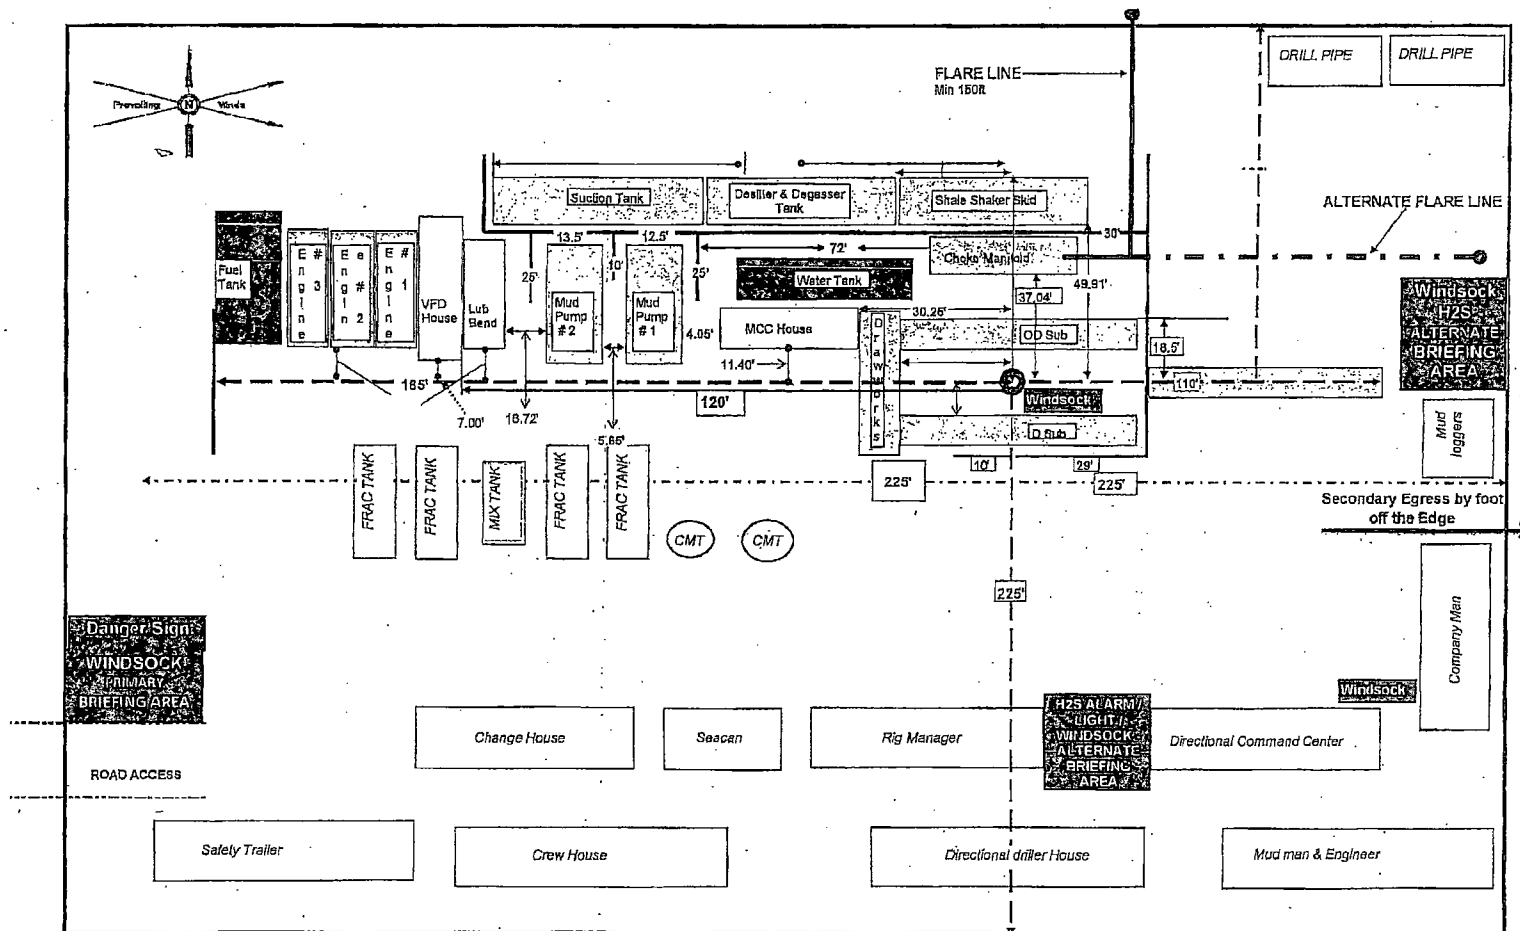 DRILL PIPE
DRILL PIPE
FLARE LINE
Min 150ft
Prevailing
N
Winds
Suction Tank
Desilter & Degasser
Tank
Shale Shaker Skid
ALTERNATE FLARE LINE
13.5'
12.5'
30'
72'
Choke Manifold
Fuel
Tank
Engine
# 3
Engine
# 2
Engine
# 1
VFD
House
Lub
Bend
25'
10'
25'
Water Tank
37.04'
49.91'
Windsock
H2S
ALTERNATE
BRIEFING
AREA
Mud
Pump
# 2
Mud
Pump
# 1
4.05'
MCC House
30.25'
Drawworks
OD Sub
18.5'
11.40'
165'
110'
120'
7.00'
16.72'
Windsock
5.65'
D Sub
Mud
loggers
10'
29'
FRAC TANK
FRAC TANK
MIX TANK
FRAC TANK
FRAC TANK
225'
225'
Secondary Egress by foot
off the Edge
CMT
CMT
225'
Danger Sign
WINDSOCK
PRIMARY
BRIEFING AREA
Company Man
Windsock
Change House
Seacan
Rig Manager
H2S ALARM /
LIGHT /
WINDSOCK
ALTERNATE
BRIEFING
AREA
Directional Command Center
ROAD ACCESS
Safety Trailer
Crew House
Directional driller House
Mud man & Engineer